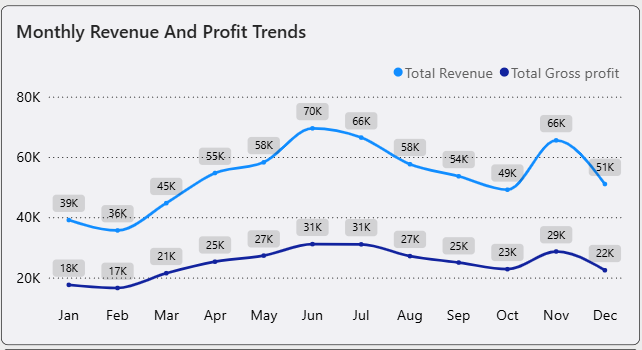 Monthly Revenue And Profit Trends
Total Revenue Total Gross profit
80K
60K
40K
20K
39K 36K 45K 55K 58K 70K 66K 58K 54K 49K 66K 51K
18K 17K 21K 25K 27K 31K 31K 27K 25K 23K 29K 22K
Jan Feb Mar Apr May Jun Jul Aug Sep Oct Nov Dec